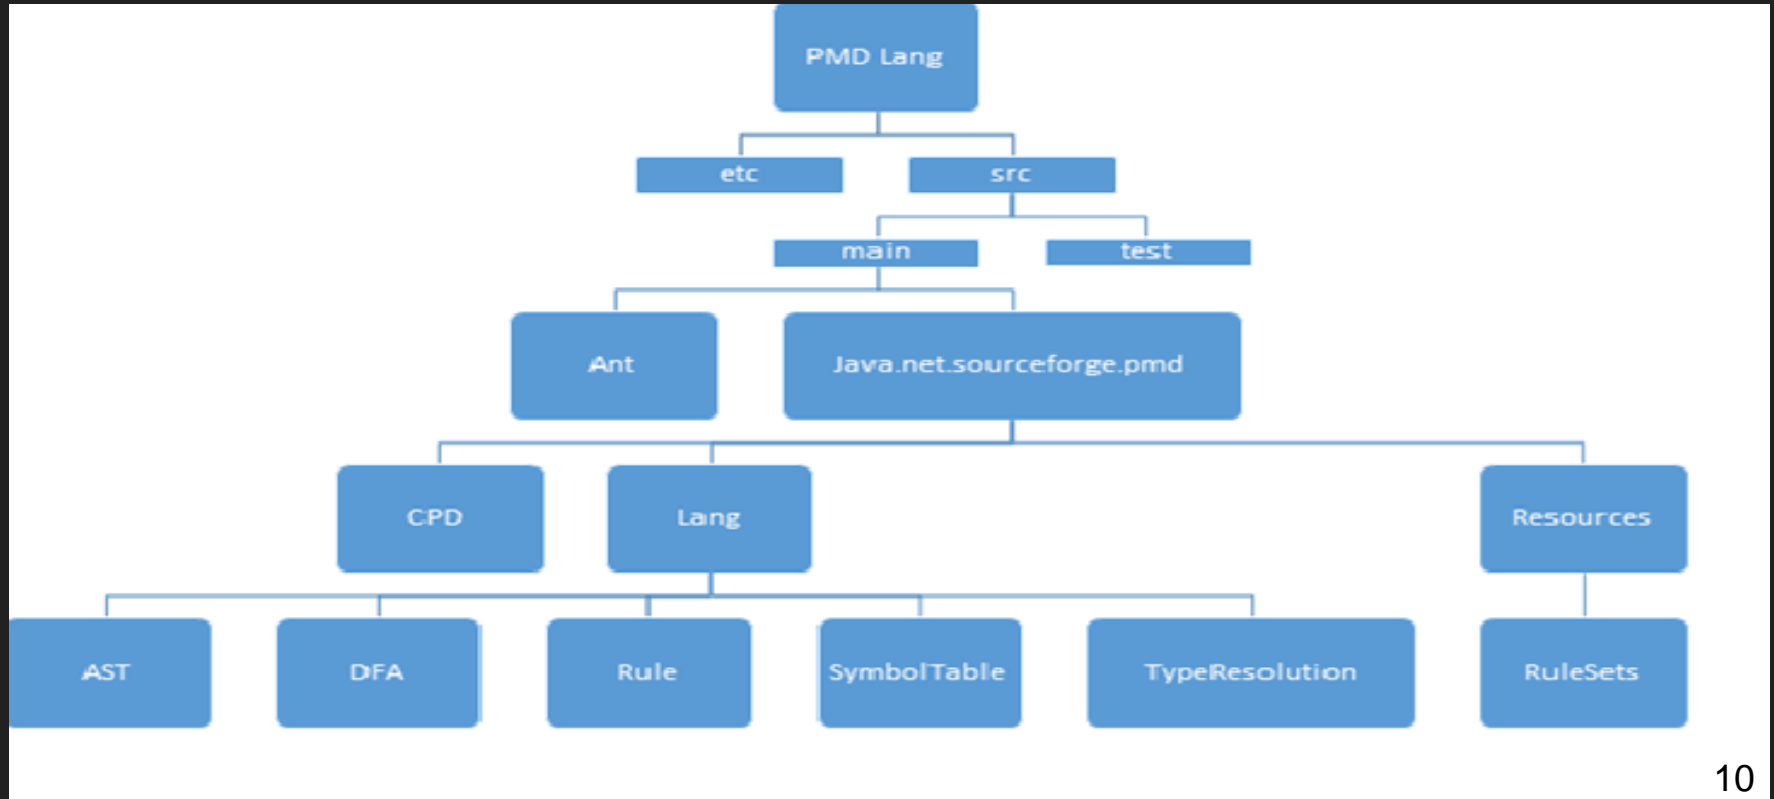 PMD Lang
etc
src
main
test
Ant
Java.net.sourceforge.pmd
CPD
Lang
Resources
AST
DFA
Rule
SymbolTable
TypeResolution
RuleSets
10